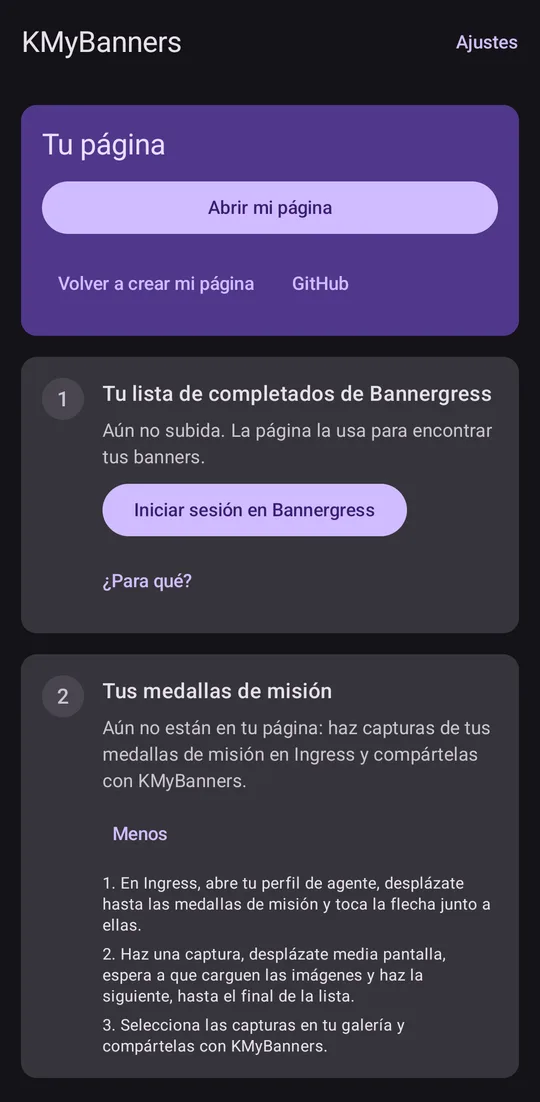 KMyBanners
Ajustes
Tu página
Abrir mi página
Volver a crear mi página
GitHub
1
Tu lista de completados de Bannergress
Aún no subida. La página la usa para encontrar
tus banners.
Iniciar sesión en Bannergress
¿Para qué?
2
Tus medallas de misión
Aún no están en tu página: haz capturas de tus
medallas de misión en Ingress y compártelas
con KMyBanners.
Menos
1. En Ingress, abre tu perfil de agente, desplázate
hasta las medallas de misión y toca la flecha junto a
ellas.
2. Haz una captura, desplázate media pantalla,
espera a que carguen las imágenes y haz la
siguiente, hasta el final de la lista.
3. Selecciona las capturas en tu galería y
compártelas con KMyBanners.